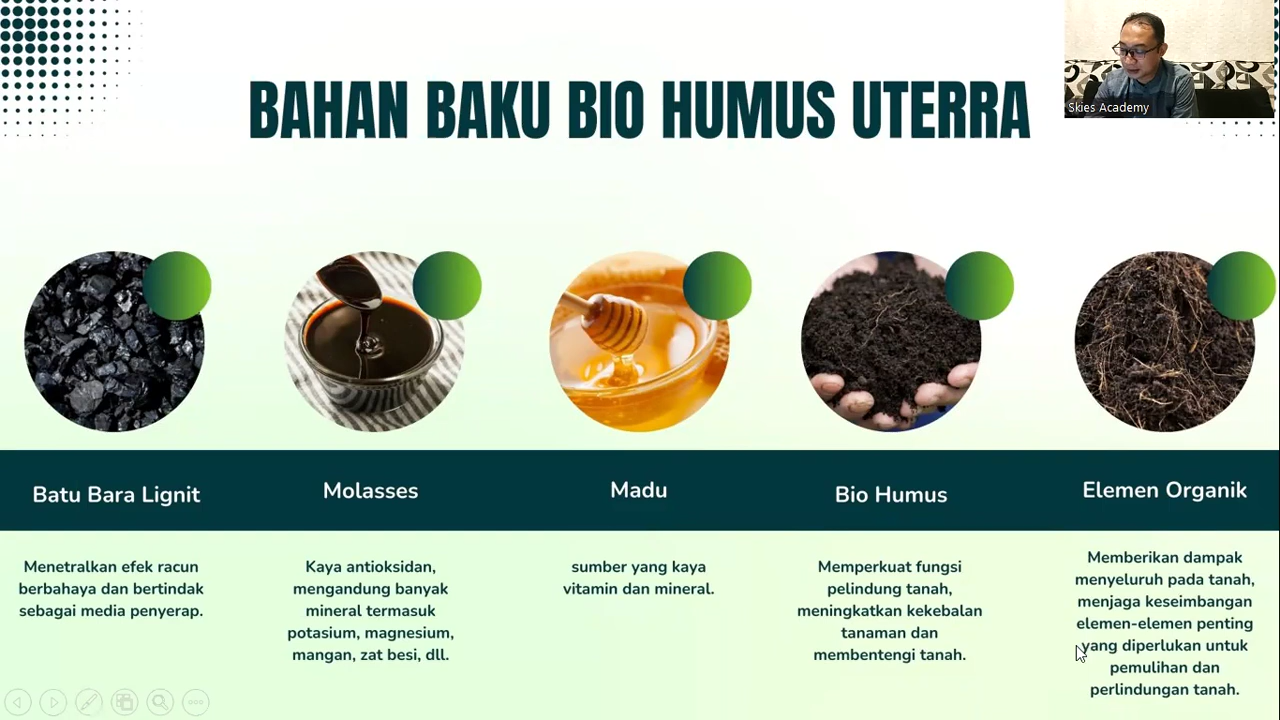 BAHAN BAKU BIO HUMUS UTERRA
Skies Academy
Batu Bara Lignit
Molasses
Madu
Bio Humus
Elemen Organik
Menetralkan efek racun
berbahaya dan bertindak
sebagai media penyerap.
Kaya antioksidan,
mengandung banyak
mineral termasuk
potasium, magnesium,
mangan, zat besi, dll.
sumber yang kaya
vitamin dan mineral.
Memperkuat fungsi
pelindung tanah,
meningkatkan kekebalan
tanaman dan
membentengi tanah.
Memberikan dampak
menyeluruh pada tanah,
menjaga keseimbangan
elemen-elemen penting
yang diperlukan untuk
pemulihan dan
perlindungan tanah.